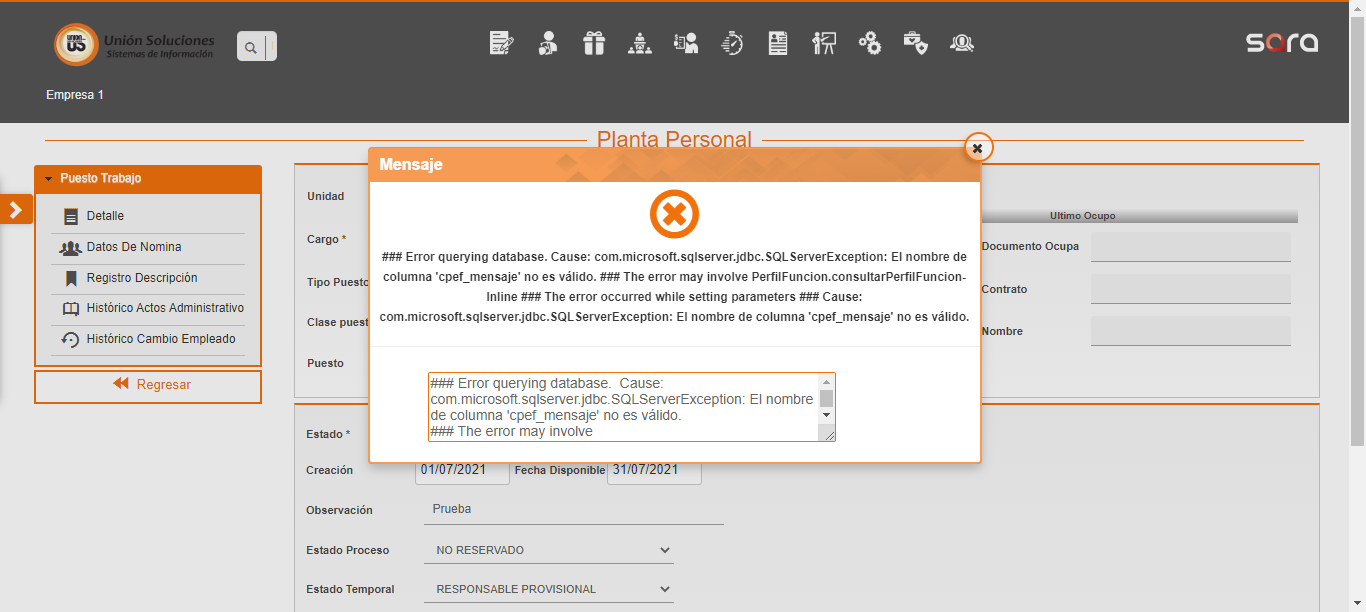 UNION
US
Unión Soluciones
Sistemas de Información
sara
Empresa 1
Planta Personal
Puesto Trabajo
Detalle
Datos De Nomina
Registro Descripción
Histórico Actos Administrativo
Histórico Cambio Empleado
Regresar
Unidad
Cargo *
Tipo Puesto
Clase puest
Puesto
Ultimo Ocupo
Documento Ocupa
Contrato
Nombre
Mensaje
### Error querying database. Cause: com.microsoft.sqlserver.jdbc.SQLServerException: El nombre de
columna 'cpef_mensaje' no es válido. ### The error may involve PerfilFuncion.consultarPerfilFuncion-
Inline ### The error occurred while setting parameters ### Cause:
com.microsoft.sqlserver.jdbc.SQLServerException: El nombre de columna 'cpef_mensaje' no es válido.
### Error querying database.  Cause:
com.microsoft.sqlserver.jdbc.SQLServerException: El nombre
de columna 'cpef_mensaje' no es válido.
### The error may involve
Estado *
Creación 01/07/2021 Fecha Disponible 31/07/2021
Observación Prueba
Estado Proceso NO RESERVADO
Estado Temporal RESPONSABLE PROVISIONAL